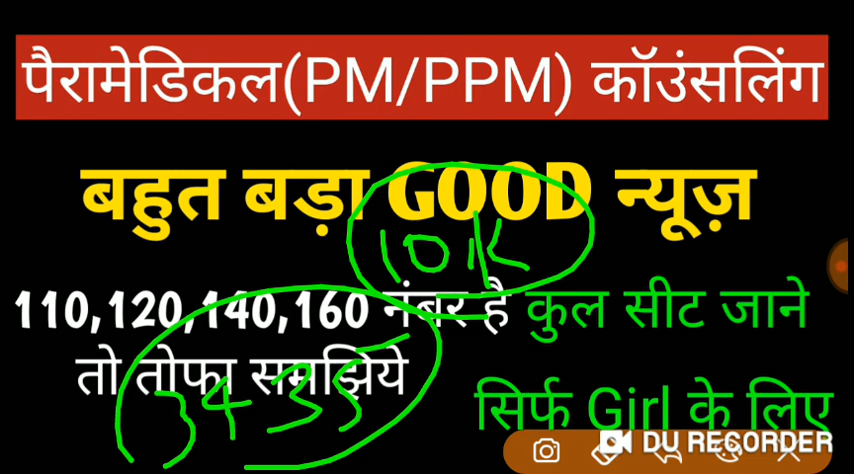 पैरामेडिकल(PM/PPM) कॉउंसलिंग
बहुत बड़ा GOOD न्यूज़
10K
110,120,140,160 नंबर है कुल सीट जाने
तो तोफा समझिये
3435
सिर्फ Girl के लिए
DU RECORDER